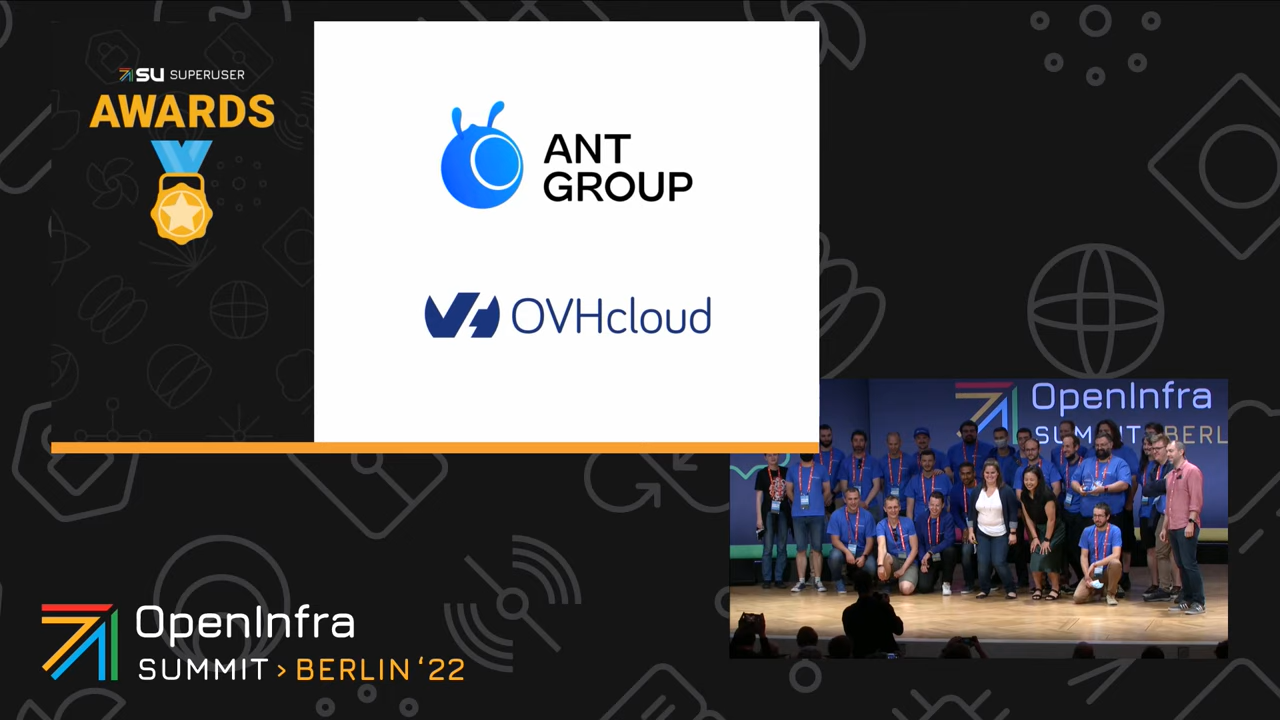 SU SUPERUSER
AWARDS
ANT
GROUP
OVHcloud
OpenInfra
SUMMIT BERL
OpenInfra
SUMMIT > BERLIN ‘22